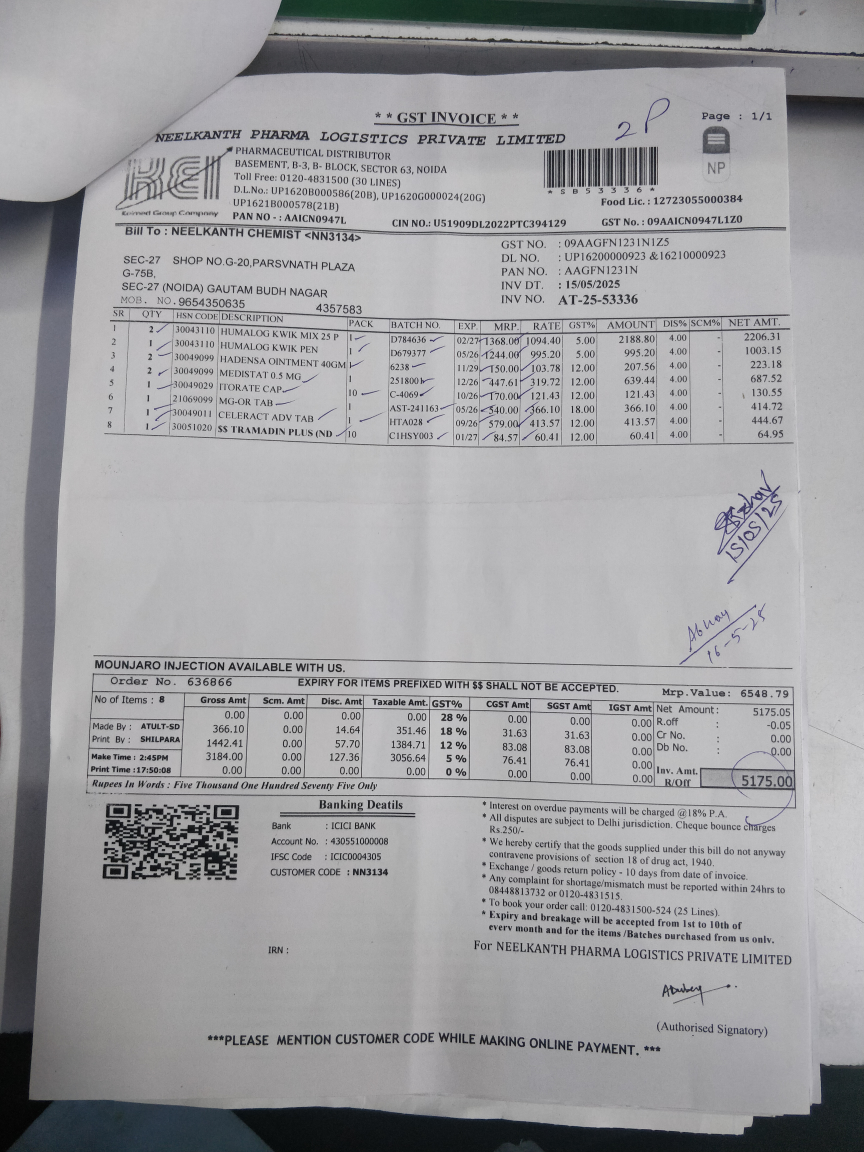 * * GST INVOICE * *
2P
Page : 1/1
NEELKANTH PHARMA LOGISTICS PRIVATE LIMITED
KEI
Keimed Group Company
PHARMACEUTICAL DISTRIBUTOR
BASEMENT, B-3, B- BLOCK, SECTOR 63, NOIDA
Toll Free: 0120-4831500 (30 LINES)
D.L.No.: UP1620B000586(20B), UP1620G000024(20G)
UP1621B000578(21B)
PAN NO - : AAICN0947L
CIN NO.: U51909DL2022PTC394129
* S B 5 3 3 3 6 *
NP
Food Lic. : 12723055000384
GST No. : 09AAICN0947L1Z0
Bill To : NEELKANTH CHEMIST <NN3134>
SEC-27 SHOP NO.G-20,PARSVNATH PLAZA
G-75B,
SEC-27 (NOIDA) GAUTAM BUDH NAGAR
MOB. NO.9654350635 4357583
GST NO. : 09AAGFN1231N1Z5
DL NO. : UP16200000923 &16210000923
PAN NO. : AAGFN1231N
INV DT. : 15/05/2025
INV NO. AT-25-53336
SR QTY HSN CODE DESCRIPTION PACK BATCH NO. EXP. MRP. RATE GST% AMOUNT DIS% SCM% NET AMT.
1 2 30043110 HUMALOG KWIK MIX 25 P 1 D784636 02/27 1368.00 1094.40 5.00 2188.80 4.00 - 2206.31
2 1 30043110 HUMALOG KWIK PEN 1 D679377 05/26 1244.00 995.20 5.00 995.20 4.00 - 1003.15
3 2 30049099 HADENSA OINTMENT 40GM 1 6238 11/29 150.00 103.78 12.00 207.56 4.00 - 223.18
4 2 30049099 MEDISTAT 0.5 MG 1 251800 12/26 447.61 319.72 12.00 639.44 4.00 - 687.52
5 1 30049029 ITORATE CAP 10 C-4069 10/26 170.00 121.43 12.00 121.43 4.00 - 130.55
6 1 21069099 MG-OR TAB 1 AST-241163 05/26 540.00 366.10 18.00 366.10 4.00 - 414.72
7 1 30049011 CELERACT ADV TAB 1 HTA028 09/26 579.00 413.57 12.00 413.57 4.00 - 444.67
8 1 30051020 $$ TRAMADIN PLUS (ND 10 C1HSY003 01/27 84.57 60.41 12.00 60.41 4.00 - 64.95
15/05/25
Abhay
16-5-25
MOUNJARO INJECTION AVAILABLE WITH US.
Order No. 636866 EXPIRY FOR ITEMS PREFIXED WITH $$ SHALL NOT BE ACCEPTED. Mrp.Value: 6548.79
No of Items : 8 Gross Amt Scm. Amt Disc. Amt Taxable Amt. GST% CGST Amt SGST Amt IGST Amt
0.00 0.00 0.00 0.00 28 % 0.00 0.00 0.00
366.10 0.00 14.64 351.46 18 % 31.63 31.63 0.00
1442.41 0.00 57.70 1384.71 12 % 83.08 83.08 0.00
3184.00 0.00 127.36 3056.64 5 % 76.41 76.41 0.00
0.00 0.00 0.00 0.00 0 % 0.00 0.00 0.00
Made By : ATULT-SD
Print By : SHILPARA
Make Time : 2:45PM
Print Time :17:50:08
Net Amount: 5175.05
R.off : -0.05
Cr No. : 0.00
Db No. : 0.00
Inv. Amt. R/Off 5175.00
Rupees In Words : Five Thousand One Hundred Seventy Five Only
Banking Deatils
Bank : ICICI BANK
Account No. : 430551000008
IFSC Code : ICIC0004305
CUSTOMER CODE : NN3134
* Interest on overdue payments will be charged @18% P.A.
* All disputes are subject to Delhi jurisdiction. Cheque bounce charges
Rs.250/-
* We hereby certify that the goods supplied under this bill do not anyway
contravene provisions of section 18 of drug act, 1940.
* Exchange / goods return policy - 10 days from date of invoice.
* Any complaint for shortage/mismatch must be reported within 24hrs to
08448813732 or 0120-4831515.
* To book your order call: 0120-4831500-524 (25 Lines).
* Expiry and breakage will be accepted from 1st to 10th of
every month and for the items /Batches purchased from us only.
IRN :
For NEELKANTH PHARMA LOGISTICS PRIVATE LIMITED
(Authorised Signatory)
***PLEASE MENTION CUSTOMER CODE WHILE MAKING ONLINE PAYMENT. ***